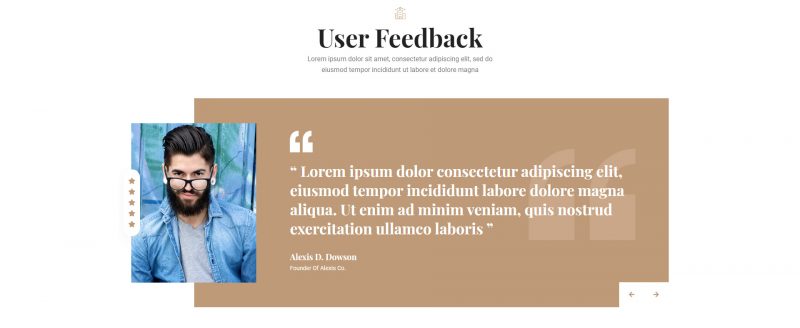 User Feedback
Lorem ipsum dolor sit amet, consectetur adipiscing elit, sed do
eiusmod tempor incididunt ut labore et dolore magna
“ Lorem ipsum dolor consectetur adipiscing elit,
eiusmod tempor incididunt labore dolore magna
aliqua. Ut enim ad minim veniam, quis nostrud
exercitation ullamco laboris ”
Alexis D. Dowson
Founder Of Alexis Co.